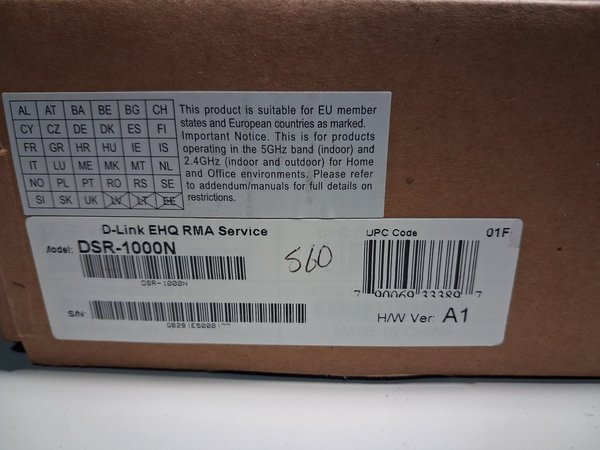 AL AT BA BE BG CH
CY CZ DE DK ES FI
FR GR HR HU IE IS
IT LU ME MK MT NL
NO PL PT RO RS SE
SI SK UK LV LT EE
This product is suitable for EU member
states and European countries as marked.
Important Notice. This is for products
operating in the 5GHz band (indoor) and
2.4GHz (indoor and outdoor) for Home
and Office environments. Please refer
to addendum/manuals for full details on
restrictions.
D-Link EHQ RMA Service
Model: DSR-1000N
DSR-1000N
S/N:
560
UPC Code 01F
7 90069 33389 7
H/W Ver: A1